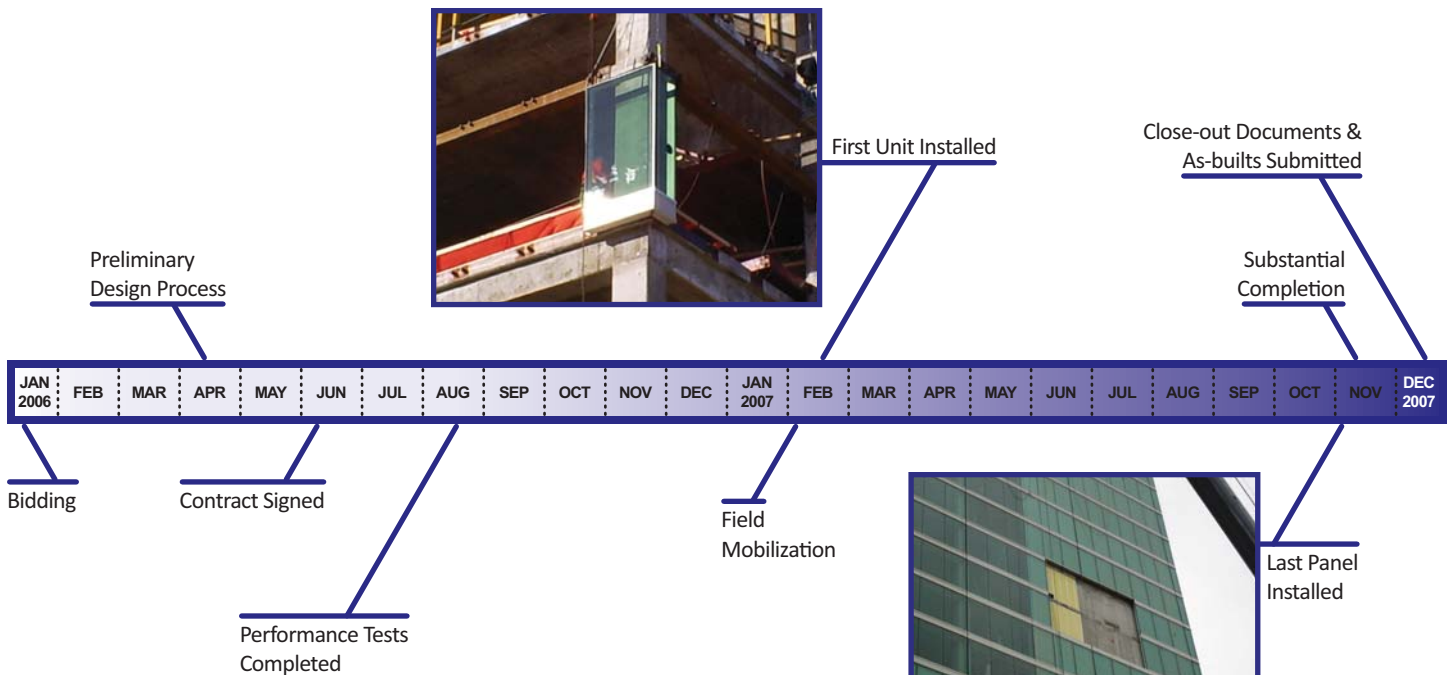 First Unit Installed
Close-out Documents &
As-builts Submitted
Preliminary
Design Process
Substantial
Completion
JAN
2006
FEB
MAR
APR
MAY
JUN
JUL
AUG
SEP
OCT
NOV
DEC
JAN
2007
FEB
MAR
APR
MAY
JUN
JUL
AUG
SEP
OCT
NOV
DEC
2007
Bidding
Contract Signed
Field
Mobilization
Last Panel
Installed
Performance Tests
Completed